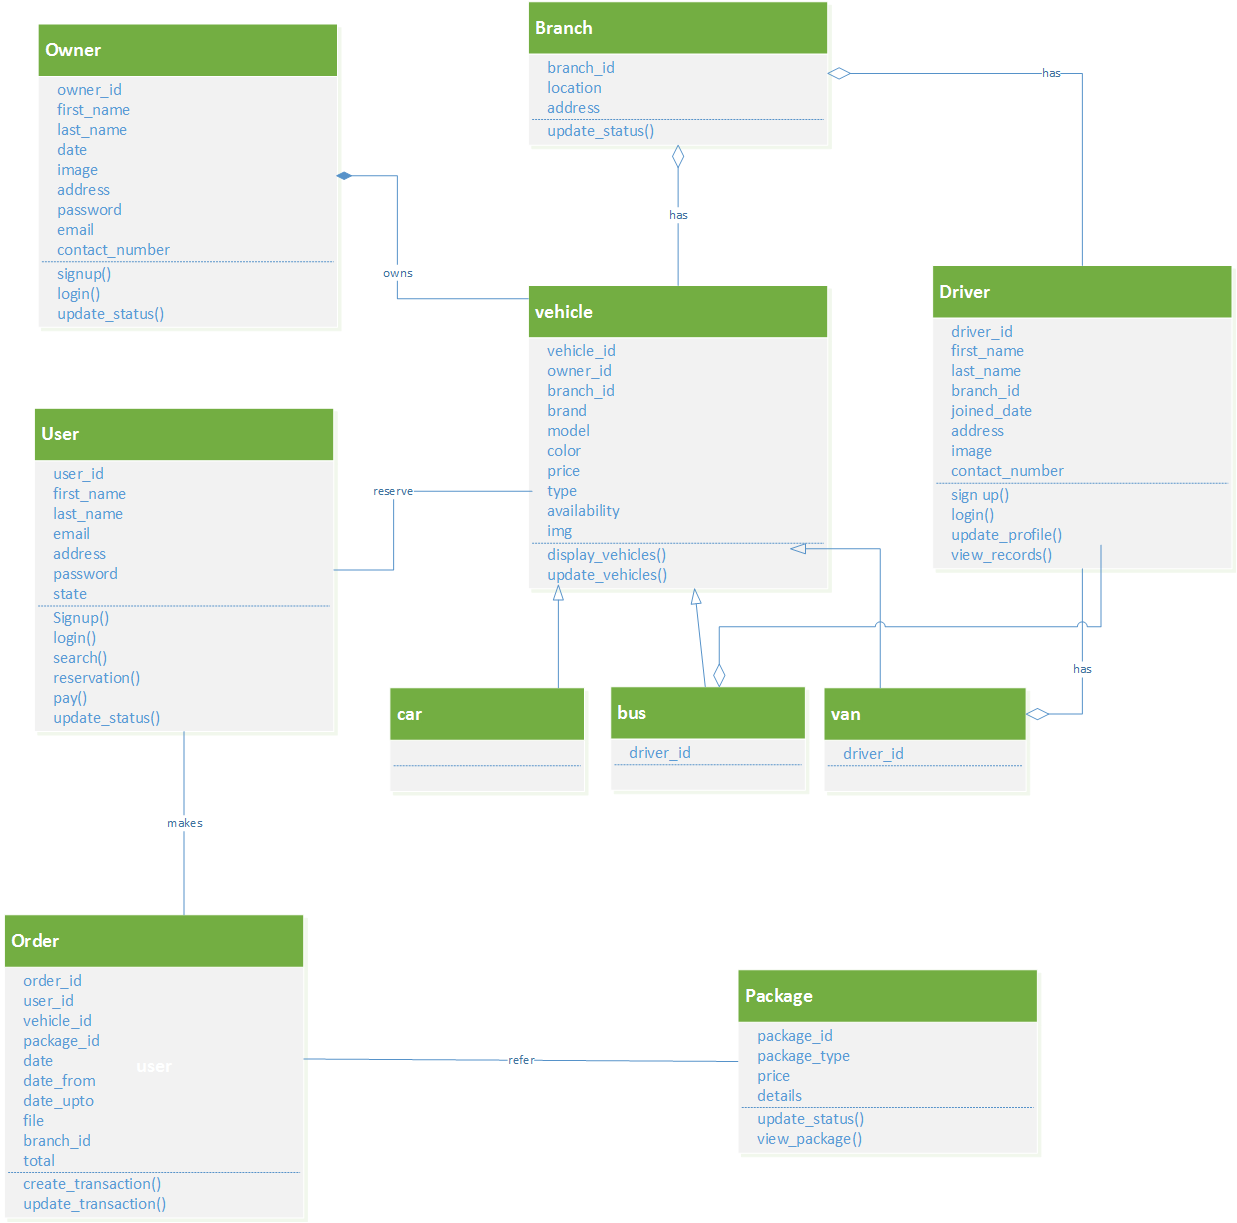 Owner
owner_id
first_name
last_name
date
image
address
password
email
contact_number
signup()
login()
update_status()
Branch
branch_id
location
address
update_status()
has
has
owns
vehicle
vehicle_id
owner_id
branch_id
brand
model
color
price
type
availability
img
display_vehicles()
update_vehicles()
Driver
driver_id
first_name
last_name
branch_id
joined_date
address
image
contact_number
sign up()
login()
update_profile()
view_records()
User
user_id
first_name
last_name
email
address
password
state
Signup()
login()
search()
reservation()
pay()
update_status()
reserve
has
car
bus
driver_id
van
driver_id
makes
Order
order_id
user_id
vehicle_id
package_id
date
user
date_from
date_upto
file
branch_id
total
create_transaction()
update_transaction()
refer
Package
package_id
package_type
price
details
update_status()
view_package()